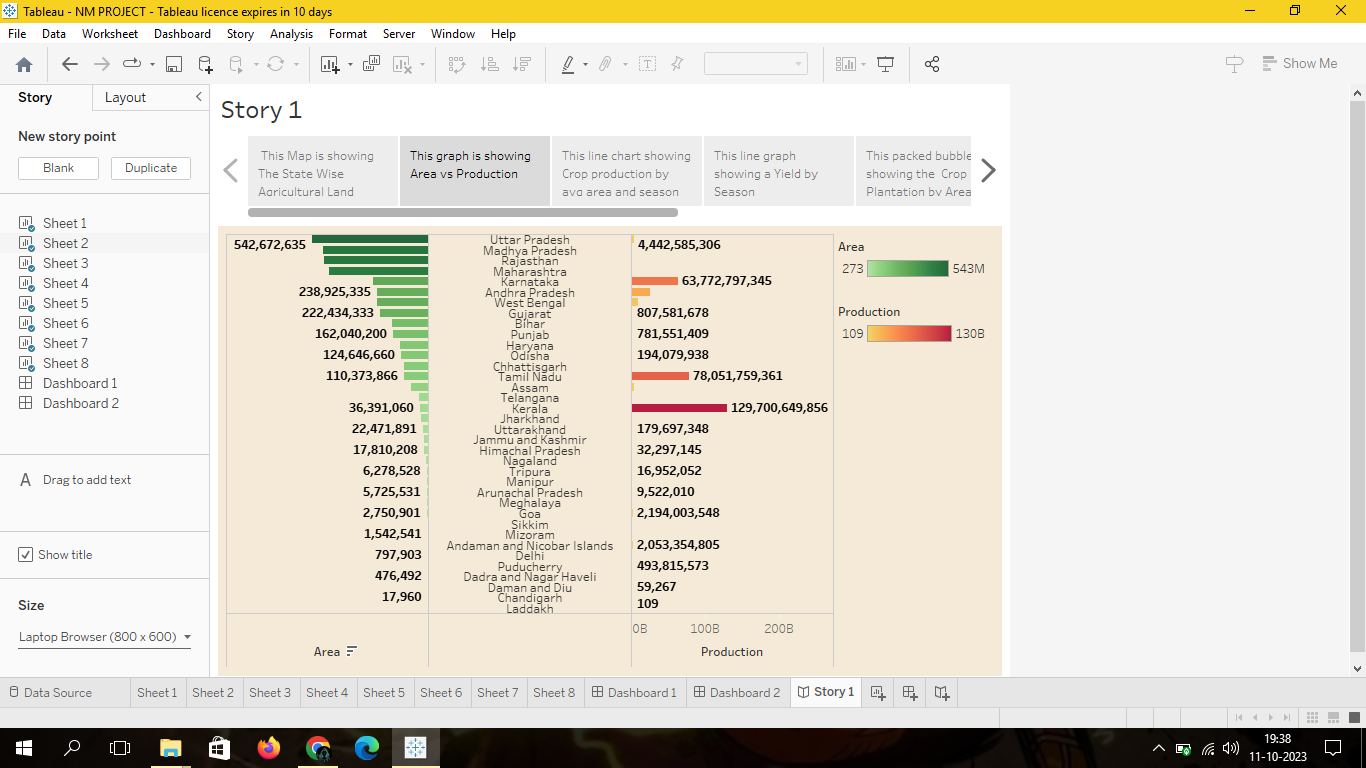 Tableau - NM PROJECT - Tableau licence expires in 10 days
File Data Worksheet Dashboard Story Analysis Format Server Window Help
Show Me
Story Layout
New story point
Blank Duplicate
Sheet 1
Sheet 2
Sheet 3
Sheet 4
Sheet 5
Sheet 6
Sheet 7
Sheet 8
Dashboard 1
Dashboard 2
A Drag to add text
Show title
Size
Laptop Browser (800 x 600)
Story 1
This Map is showing
The State Wise
Agricultural Land
This graph is showing
Area vs Production
This line chart showing
Crop production by
avg area and season
This line graph
showing a Yield by
Season
This packed bubble
showing the Crop
Plantation by Area
542,672,635 Uttar Pradesh 4,442,585,306
Madhya Pradesh
Rajasthan
Maharashtra
Karnataka 63,772,797,345
238,925,335 Andhra Pradesh
West Bengal
222,434,333 Gujarat 807,581,678
Bihar
162,040,200 Punjab 781,551,409
Haryana
124,646,660 Odisha 194,079,938
Chhattisgarh
110,373,866 Tamil Nadu 78,051,759,361
Assam
Telangana
36,391,060 Kerala 129,700,649,856
Jharkhand
22,471,891 Uttarakhand 179,697,348
Jammu and Kashmir
17,810,208 Himachal Pradesh 32,297,145
Nagaland
6,278,528 Tripura 16,952,052
Manipur
5,725,531 Arunachal Pradesh 9,522,010
Meghalaya
2,750,901 Goa 2,194,003,548
Sikkim
1,542,541 Mizoram
Andaman and Nicobar Islands 2,053,354,805
797,903 Delhi
Puducherry 493,815,573
476,492 Dadra and Nagar Haveli
Daman and Diu 59,267
17,960 Chandigarh
Laddakh 109
0B 100B 200B
Area Production
Area
273 543M
Production
109 130B
Data Source Sheet 1 Sheet 2 Sheet 3 Sheet 4 Sheet 5 Sheet 6 Sheet 7 Sheet 8 Dashboard 1 Dashboard 2 Story 1
19:38
11-10-2023